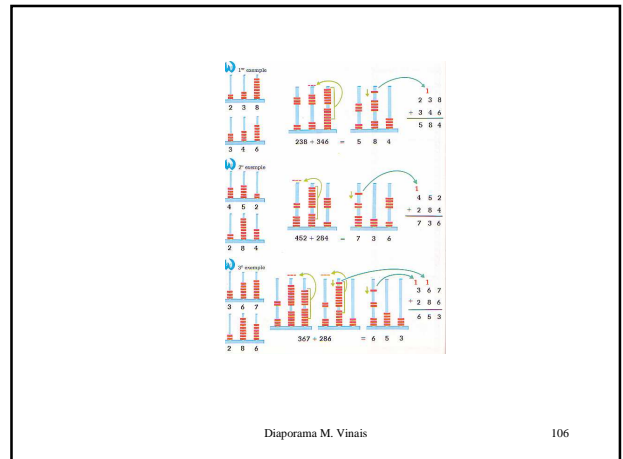 1er exemple
2 3 8
3 4 6
238 + 346 = 5 8 4
1
2 3 8
+ 3 4 6
5 8 4
2e exemple
4 5 2
2 8 4
452 + 284 = 7 3 6
1
4 5 2
+ 2 8 4
7 3 6
3e exemple
3 6 7
2 8 6
367 + 286 = 6 5 3
1 1
3 6 7
+ 2 8 6
6 5 3
Diaporama M. Vinais 106